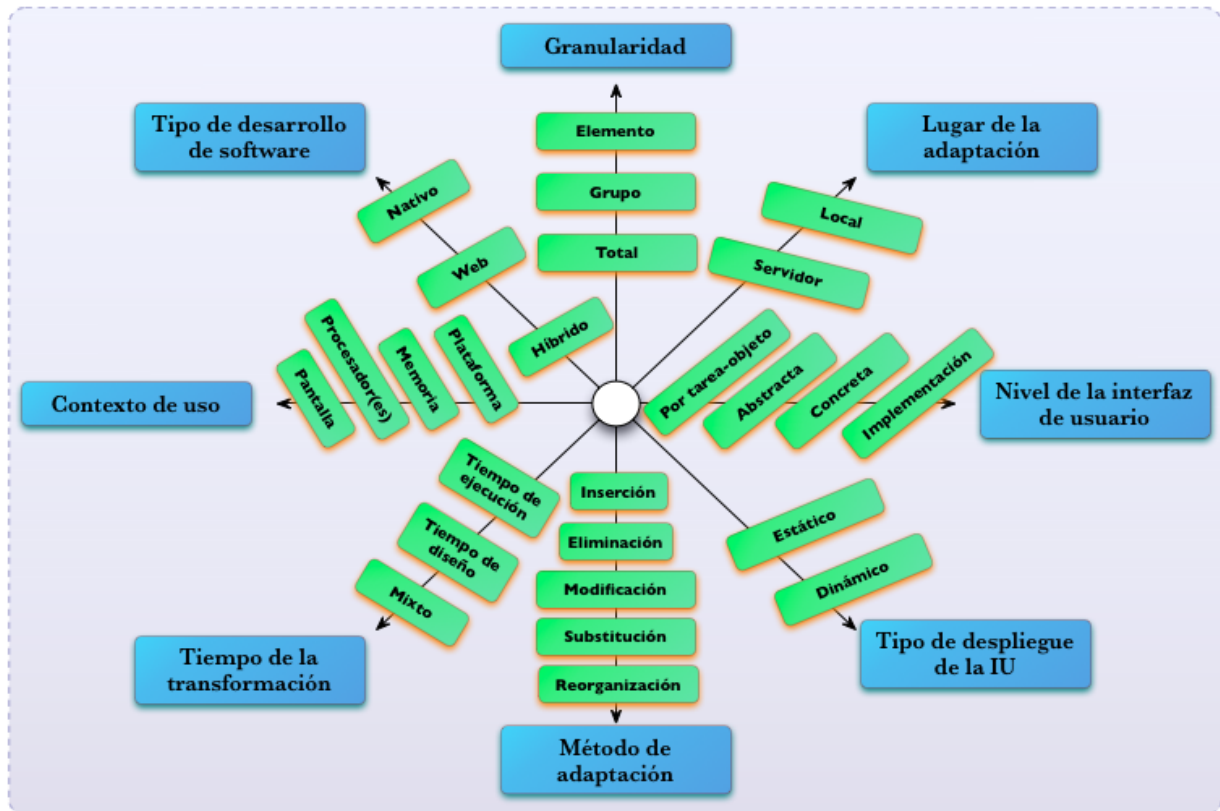 Granularidad
Elemento
Grupo
Total
Lugar de la
adaptación
Local
Servidor
Nivel de la interfaz
de usuario
Por tarea-objeto
Abstracta
Concreta
Implementación
Tipo de despliegue
de la IU
Estático
Dinámico
Método de
adaptación
Inserción
Eliminación
Modificación
Substitución
Reorganización
Tiempo de la
transformación
Tiempo de
ejecución
Tiempo de
diseño
Mixto
Contexto de uso
Pantalla
Procesador(es)
Memoria
Plataforma
Tipo de desarrollo
de software
Nativo
Web
Híbrido